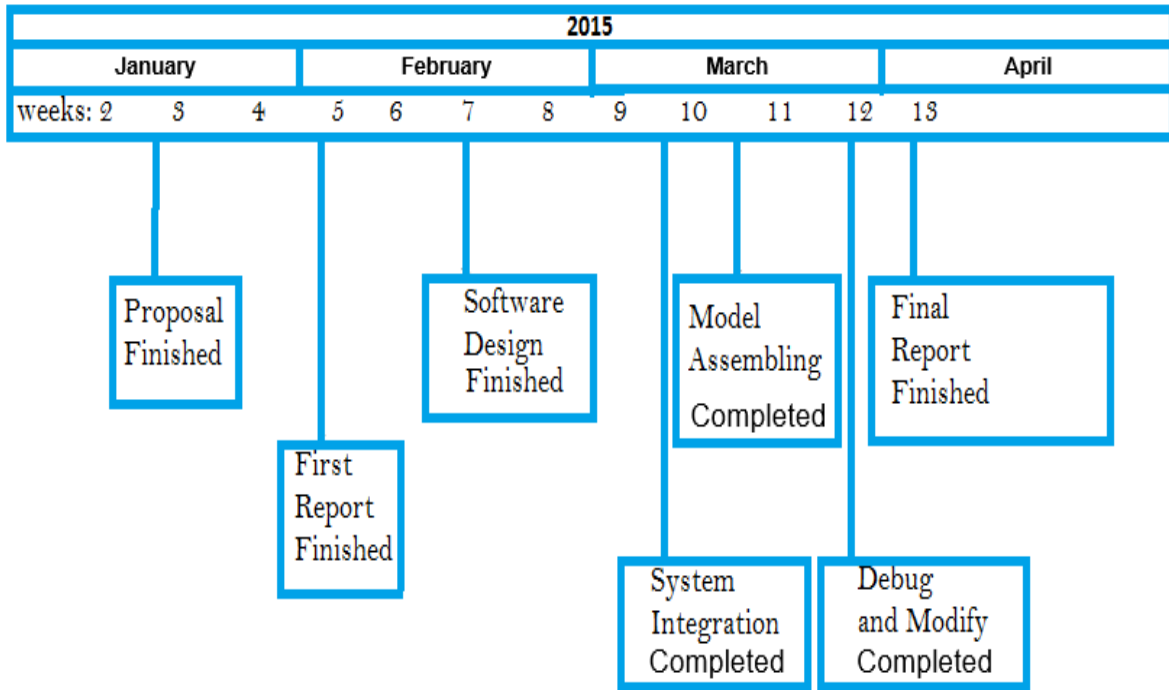 2015
January February March April
weeks: 2 3 4 5 6 7 8 9 10 11 12 13
Proposal
Finished
First
Report
Finished
Software
Design
Finished
System
Integration
Completed
Model
Assembling
Completed
Debug
and Modify
Completed
Final
Report
Finished